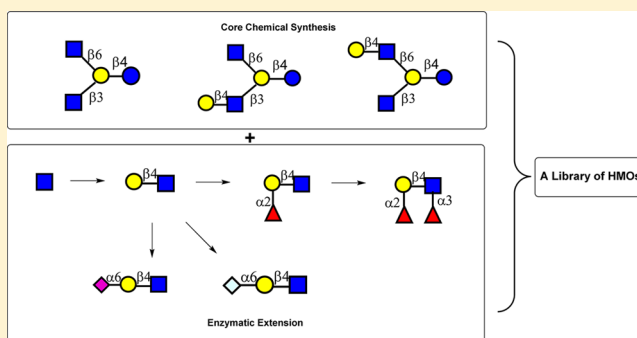 Core Chemical Synthesis
β6
β4
β3
β6
β4
β4
β3
β4
β6
β4
β3
+
A Library of HMOs
β4
β4
α2
β4
α2
α3
α6
β4
α6
β4
Enzymatic Extension